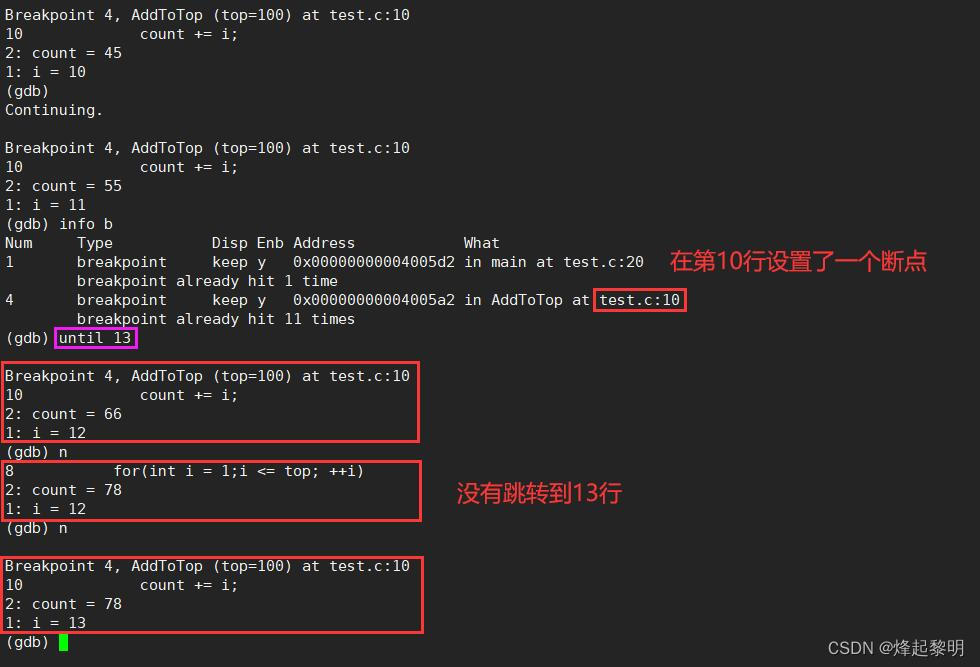 Breakpoint 4, AddToTop (top=100) at test.c:10
10             count += i;
2: count = 45
1: i = 10
(gdb)
Continuing.
Breakpoint 4, AddToTop (top=100) at test.c:10
10             count += i;
2: count = 55
1: i = 11
(gdb) info b
Num     Type           Disp Enb Address            What
1       breakpoint     keep y   0x00000000004005d2 in main at test.c:20 在第10行设置了一个断点
        breakpoint already hit 1 time
4       breakpoint     keep y   0x00000000004005a2 in AddToTop at test.c:10
        breakpoint already hit 11 times
(gdb) until 13
Breakpoint 4, AddToTop (top=100) at test.c:10
10             count += i;
2: count = 66
1: i = 12
(gdb) n
8           for(int i = 1;i <= top; ++i)
2: count = 78 没有跳转到13行
1: i = 12
(gdb) n
Breakpoint 4, AddToTop (top=100) at test.c:10
10             count += i;
2: count = 78
1: i = 13
(gdb)
CSDN @烽起黎明